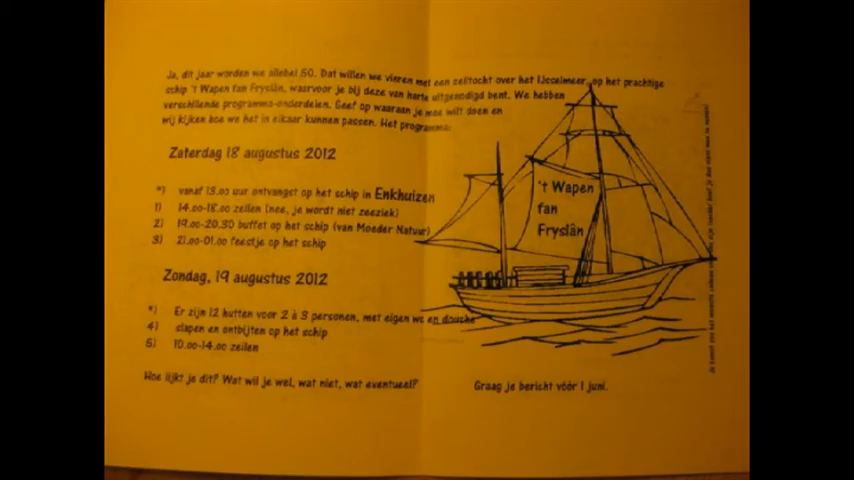 Ja, dit jaar worden we allebei 50. Dat willen we vieren met een zeiltocht over het IJsselmeer, op het prachtige
schip 't Wapen fan Fryslân, waarvoor je bij deze van harte uitgenodigd bent. We hebben
verschillende programma-onderdelen. Geef op waaraan je mee wilt doen en
wij kijken hoe we het in elkaar kunnen passen. Het programma:
Zaterdag 18 augustus 2012
*) vanaf 13.00 uur ontvangst op het schip in Enkhuizen
1) 14.00-18.00 zeilen (nee, je wordt niet zeeziek)
2) 19.00-20.30 buffet op het schip (van Moeder Natuur)
3) 21.00-01.00 feestje op het schip
Zondag, 19 augustus 2012
*) Er zijn 12 hutten voor 2 à 3 personen, met eigen wc en douche
4) slapen en ontbijten op het schip
5) 10.00-14.00 zeilen
Hoe lijkt je dit? Wat wil je wel, wat niet, wat eventueel?
't Wapen
fan
Fryslân
Graag je bericht vóór 1 juni.